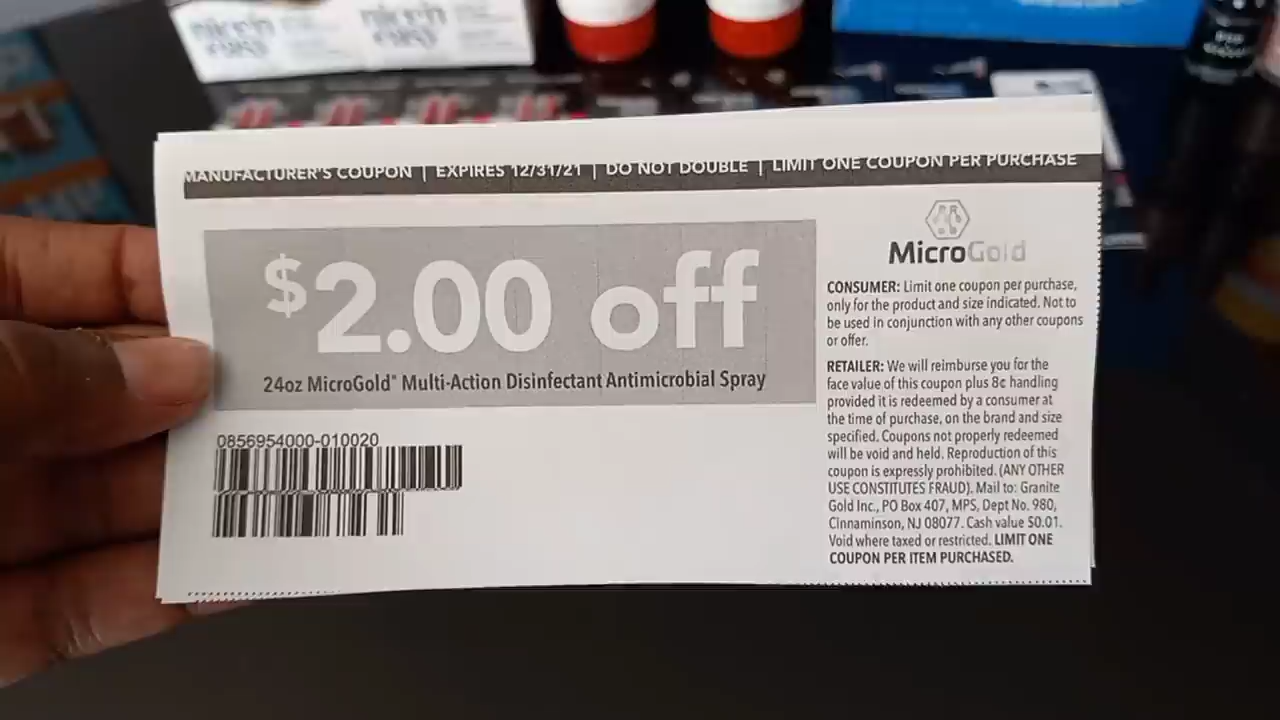 nice'n easy
nice'n easy
MANUFACTURER'S COUPON | EXPIRES 12/31/21 | DO NOT DOUBLE | LIMIT ONE COUPON PER PURCHASE
$2.00 off
24oz MicroGold® Multi-Action Disinfectant Antimicrobial Spray
0856954000-010020
MicroGold
CONSUMER: Limit one coupon per purchase,
only for the product and size indicated. Not to
be used in conjunction with any other coupons
or offer.
RETAILER: We will reimburse you for the
face value of this coupon plus 8c handling
provided it is redeemed by a consumer at
the time of purchase, on the brand and size
specified. Coupons not properly redeemed
will be void and held. Reproduction of this
coupon is expressly prohibited. (ANY OTHER
USE CONSTITUTES FRAUD). Mail to: Granite
Gold Inc., PO Box 407, MPS, Dept No. 980,
Cinnaminson, NJ 08077. Cash value $0.01.
Void where taxed or restricted. LIMIT ONE
COUPON PER ITEM PURCHASED.